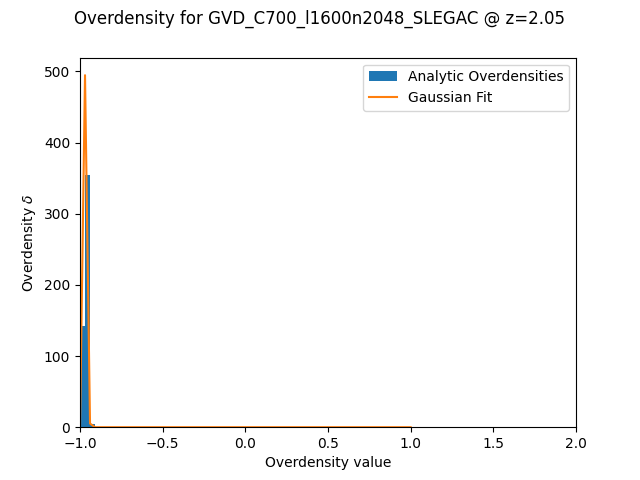 Overdensity for GVD_C700_l1600n2048_SLEGAC @ z=2.05
Analytic Overdensities
Gaussian Fit
Overdensity δ
500
400
300
200
100
0
−1.0
−0.5
0.0
0.5
1.0
1.5
2.0
Overdensity value